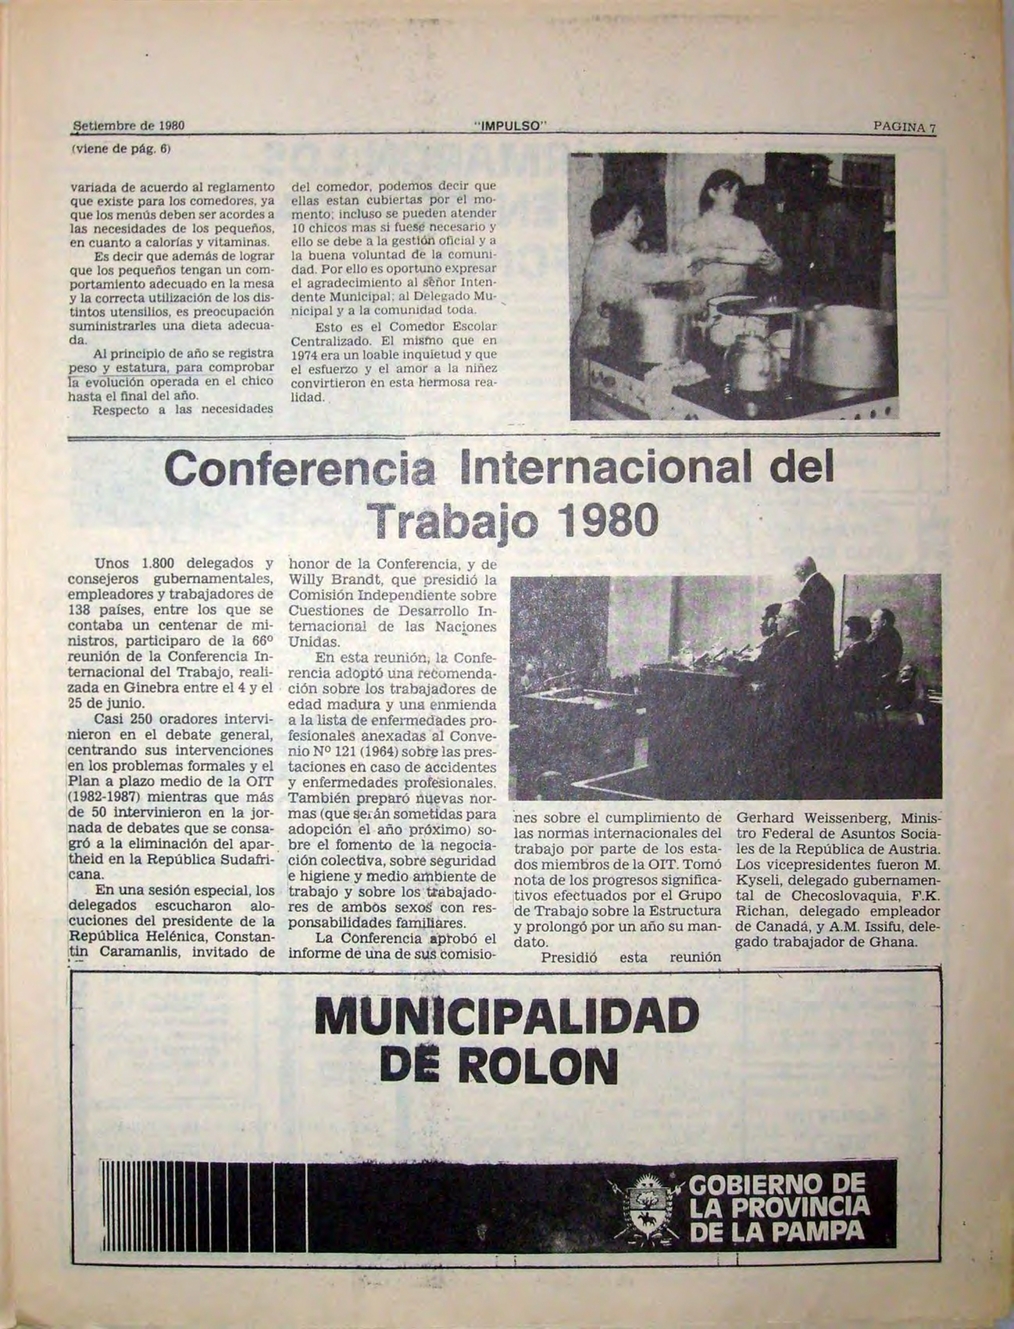 Setiembre de 1980 "IMPULSO" PAGINA 7
(viene de pág. 6)
variada de acuerdo al reglamento
que existe para los comedores, ya
que los menús deben ser acordes a
las necesidades de los pequeños,
en cuanto a calorías y vitaminas.
Es decir que además de lograr
que los pequeños tengan un com-
portamiento adecuado en la mesa
y la correcta utilización de los dis-
tintos utensilios, es preocupación
suministrarles una dieta adecua-
da.
Al principio de año se registra
peso y estatura, para comprobar
la evolución operada en el chico
hasta el final del año.
Respecto a las necesidades
del comedor, podemos decir que
ellas estan cubiertas por el mo-
mento; incluso se pueden atender
10 chicos mas si fuese necesario y
ello se debe a la gestión oficial y a
la buena voluntad de la comuni-
dad. Por ello es oportuno expresar
el agradecimiento al señor Inten-
dente Municipal; al Delegado Mu-
nicipal y a la comunidad toda.
Esto es el Comedor Escolar
Centralizado. El mismo que en
1974 era un loable inquietud y que
el esfuerzo y el amor a la niñez
convirtieron en esta hermosa rea-
lidad.
Conferencia Internacional del
Trabajo 1980
Unos 1.800 delegados y
consejeros gubernamentales,
empleadores y trabajadores de
138 países, entre los que se
contaba un centenar de mi-
nistros, participaro de la 66º
reunión de la Conferencia In-
ternacional del Trabajo, reali-
zada en Ginebra entre el 4 y el
25 de junio.
Casi 250 oradores intervi-
nieron en el debate general,
centrando sus intervenciones
en los problemas formales y el
Plan a plazo medio de la OIT
(1982-1987) mientras que más
de 50 intervinieron en la jor-
nada de debates que se consa-
gró a la eliminación del apar-
theid en la República Sudafri-
cana.
En una sesión especial, los
delegados escucharon alo-
cuciones del presidente de la
República Helénica, Constan-
tin Caramanlis, invitado de
honor de la Conferencia, y de
Willy Brandt, que presidió la
Comisión Independiente sobre
Cuestiones de Desarrollo In-
ternacional de las Naciones
Unidas.
En esta reunión, la Confe-
rencia adoptó una recomenda-
ción sobre los trabajadores de
edad madura y una enmienda
a la lista de enfermedades pro-
fesionales anexadas al Conve-
nio Nº 121 (1964) sobre las pres-
taciones en caso de accidentes
y enfermedades profesionales.
También preparó nuevas nor-
mas (que serán sometidas para
adopción el año próximo) so-
bre el fomento de la negocia-
ción colectiva, sobre seguridad
e higiene y medio ambiente de
trabajo y sobre los trabajado-
res de ambos sexos con res-
ponsabilidades familiares.
La Conferencia aprobó el
informe de una de sus comisio-
nes sobre el cumplimiento de
las normas internacionales del
trabajo por parte de los esta-
dos miembros de la OIT. Tomó
nota de los progresos significa-
tivos efectuados por el Grupo
de Trabajo sobre la Estructura
y prolongó por un año su man-
dato.
Presidió esta reunión
Gerhard Weissenberg, Minis-
tro Federal de Asuntos Socia-
les de la República de Austria.
Los vicepresidentes fueron M.
Kyseli, delegado gubernamen-
tal de Checoslovaquia, F.K.
Richan, delegado empleador
de Canadá, y A.M. Issifu, dele-
gado trabajador de Ghana.
MUNICIPALIDAD
DE ROLON
GOBIERNO DE
LA PROVINCIA
DE LA PAMPA